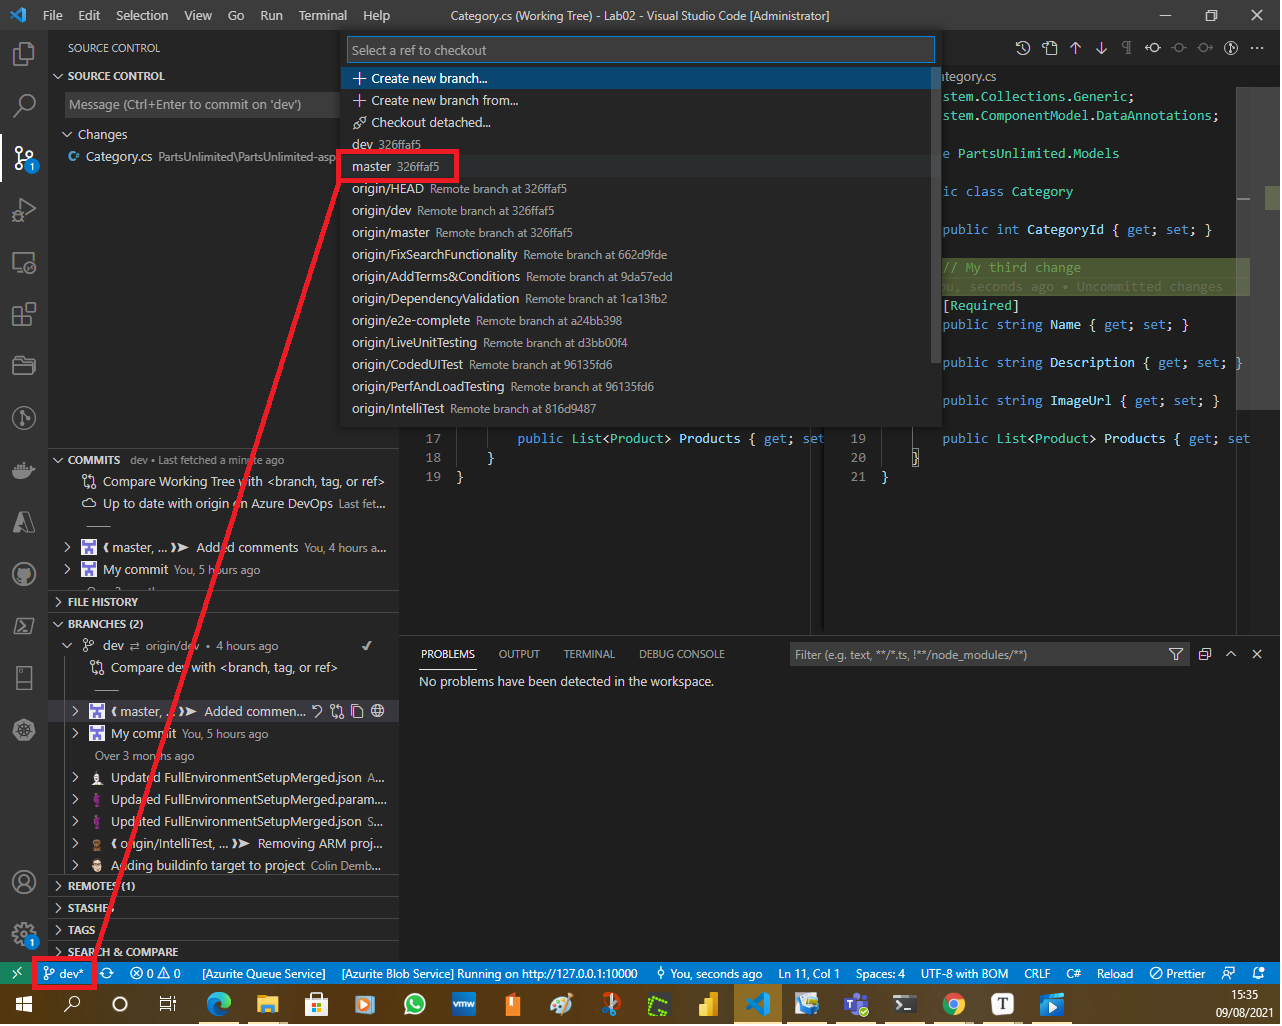 File Edit Selection View Go Run Terminal Help Category.cs (Working Tree) - Lab02 - Visual Studio Code [Administrator]
SOURCE CONTROL
SOURCE CONTROL
Message (Ctrl+Enter to commit on 'dev')
Changes
Category.cs PartsUnlimited\PartsUnlimited-asp
1
Select a ref to checkout
Create new branch...
Create new branch from...
Checkout detached...
dev 326ffaf5
master 326ffaf5
origin/HEAD Remote branch at 326ffaf5
origin/dev Remote branch at 326ffaf5
origin/master Remote branch at 326ffaf5
origin/FixSearchFunctionality Remote branch at 662d9fde
origin/AddTerms&Conditions Remote branch at 9da57edd
origin/DependencyValidation Remote branch at 1ca13fb2
origin/e2e-complete Remote branch at a24bb398
origin/LiveUnitTesting Remote branch at d3bb00f4
origin/CodedUITest Remote branch at 96135fd6
origin/PerfAndLoadTesting Remote branch at 96135fd6
origin/IntelliTest Remote branch at 816d9487
ategory.cs
stem.Collections.Generic;
stem.ComponentModel.DataAnnotations;
e PartsUnlimited.Models
ic class Category
public int CategoryId { get; set; }
// My third change
ou, seconds ago • Uncommitted changes
[Required]
public string Name { get; set; }
public string Description { get; set; }
public string ImageUrl { get; set; }
17 public List<Product> Products { get; set
18 }
19 }
19 public List<Product> Products { get; set
20 }
21 }
COMMITS dev • Last fetched a minute ago
Compare Working Tree with <branch, tag, or ref>
Up to date with origin on Azure DevOps Last fet...
master, ... Added comments You, 4 hours a...
My commit You, 5 hours ago
FILE HISTORY
BRANCHES (2)
dev ⇄ origin/dev • 4 hours ago ✓
Compare dev with <branch, tag, or ref>
master, ... Added commen...
My commit You, 5 hours ago
Over 3 months ago
Updated FullEnvironmentSetupMerged.json A...
Updated FullEnvironmentSetupMerged.param....
Updated FullEnvironmentSetupMerged.json S...
origin/IntelliTest, ... Removing ARM proj...
Adding buildinfo target to project Colin Demb...
REMOTES (1)
STASHES
TAGS
SEARCH & COMPARE
1
PROBLEMS OUTPUT TERMINAL DEBUG CONSOLE Filter (e.g. text, **/*.ts, !**/node_modules/**)
No problems have been detected in the workspace.
dev* 0 0 [Azurite Queue Service] [Azurite Blob Service] Running on http://127.0.0.1:10000 You, seconds ago Ln 11, Col 1 Spaces: 4 UTF-8 with BOM CRLF C# Reload Prettier
vmw
T
15:35
09/08/2021